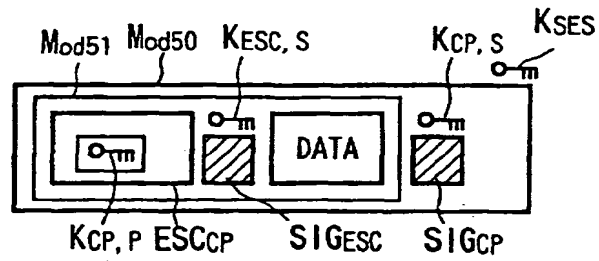 Mod51 Mod50 KESC, S KCP, S KSES
DATA
KCP, P ESCCP SIGESC SIGCP